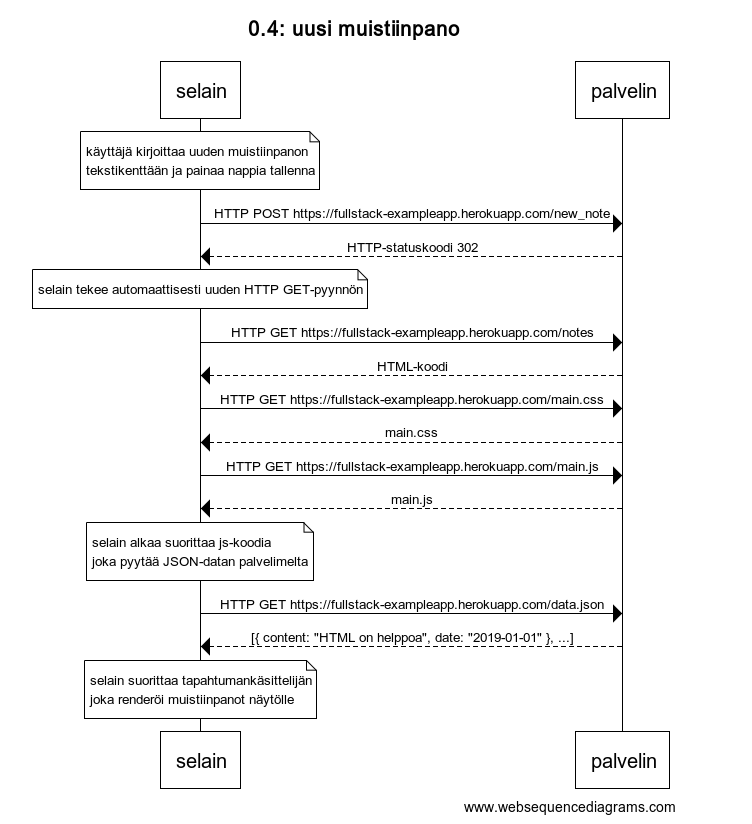 0.4: uusi muistiinpano
selain
palvelin
käyttäjä kirjoittaa uuden muistiinpanon
tekstikenttään ja painaa nappia tallenna
HTTP POST https://fullstack-exampleapp.herokuapp.com/new_note
HTTP-statuskoodi 302
selain tekee automaattisesti uuden HTTP GET-pyynnön
HTTP GET https://fullstack-exampleapp.herokuapp.com/notes
HTML-koodi
HTTP GET https://fullstack-exampleapp.herokuapp.com/main.css
main.css
HTTP GET https://fullstack-exampleapp.herokuapp.com/main.js
main.js
selain alkaa suorittaa js-koodia
joka pyytää JSON-datan palvelimelta
HTTP GET https://fullstack-exampleapp.herokuapp.com/data.json
[{ content: "HTML on helppoa", date: "2019-01-01" }, ...]
selain suorittaa tapahtumankäsittelijän
joka renderöi muistiinpanot näytölle
selain
palvelin
www.websequencediagrams.com